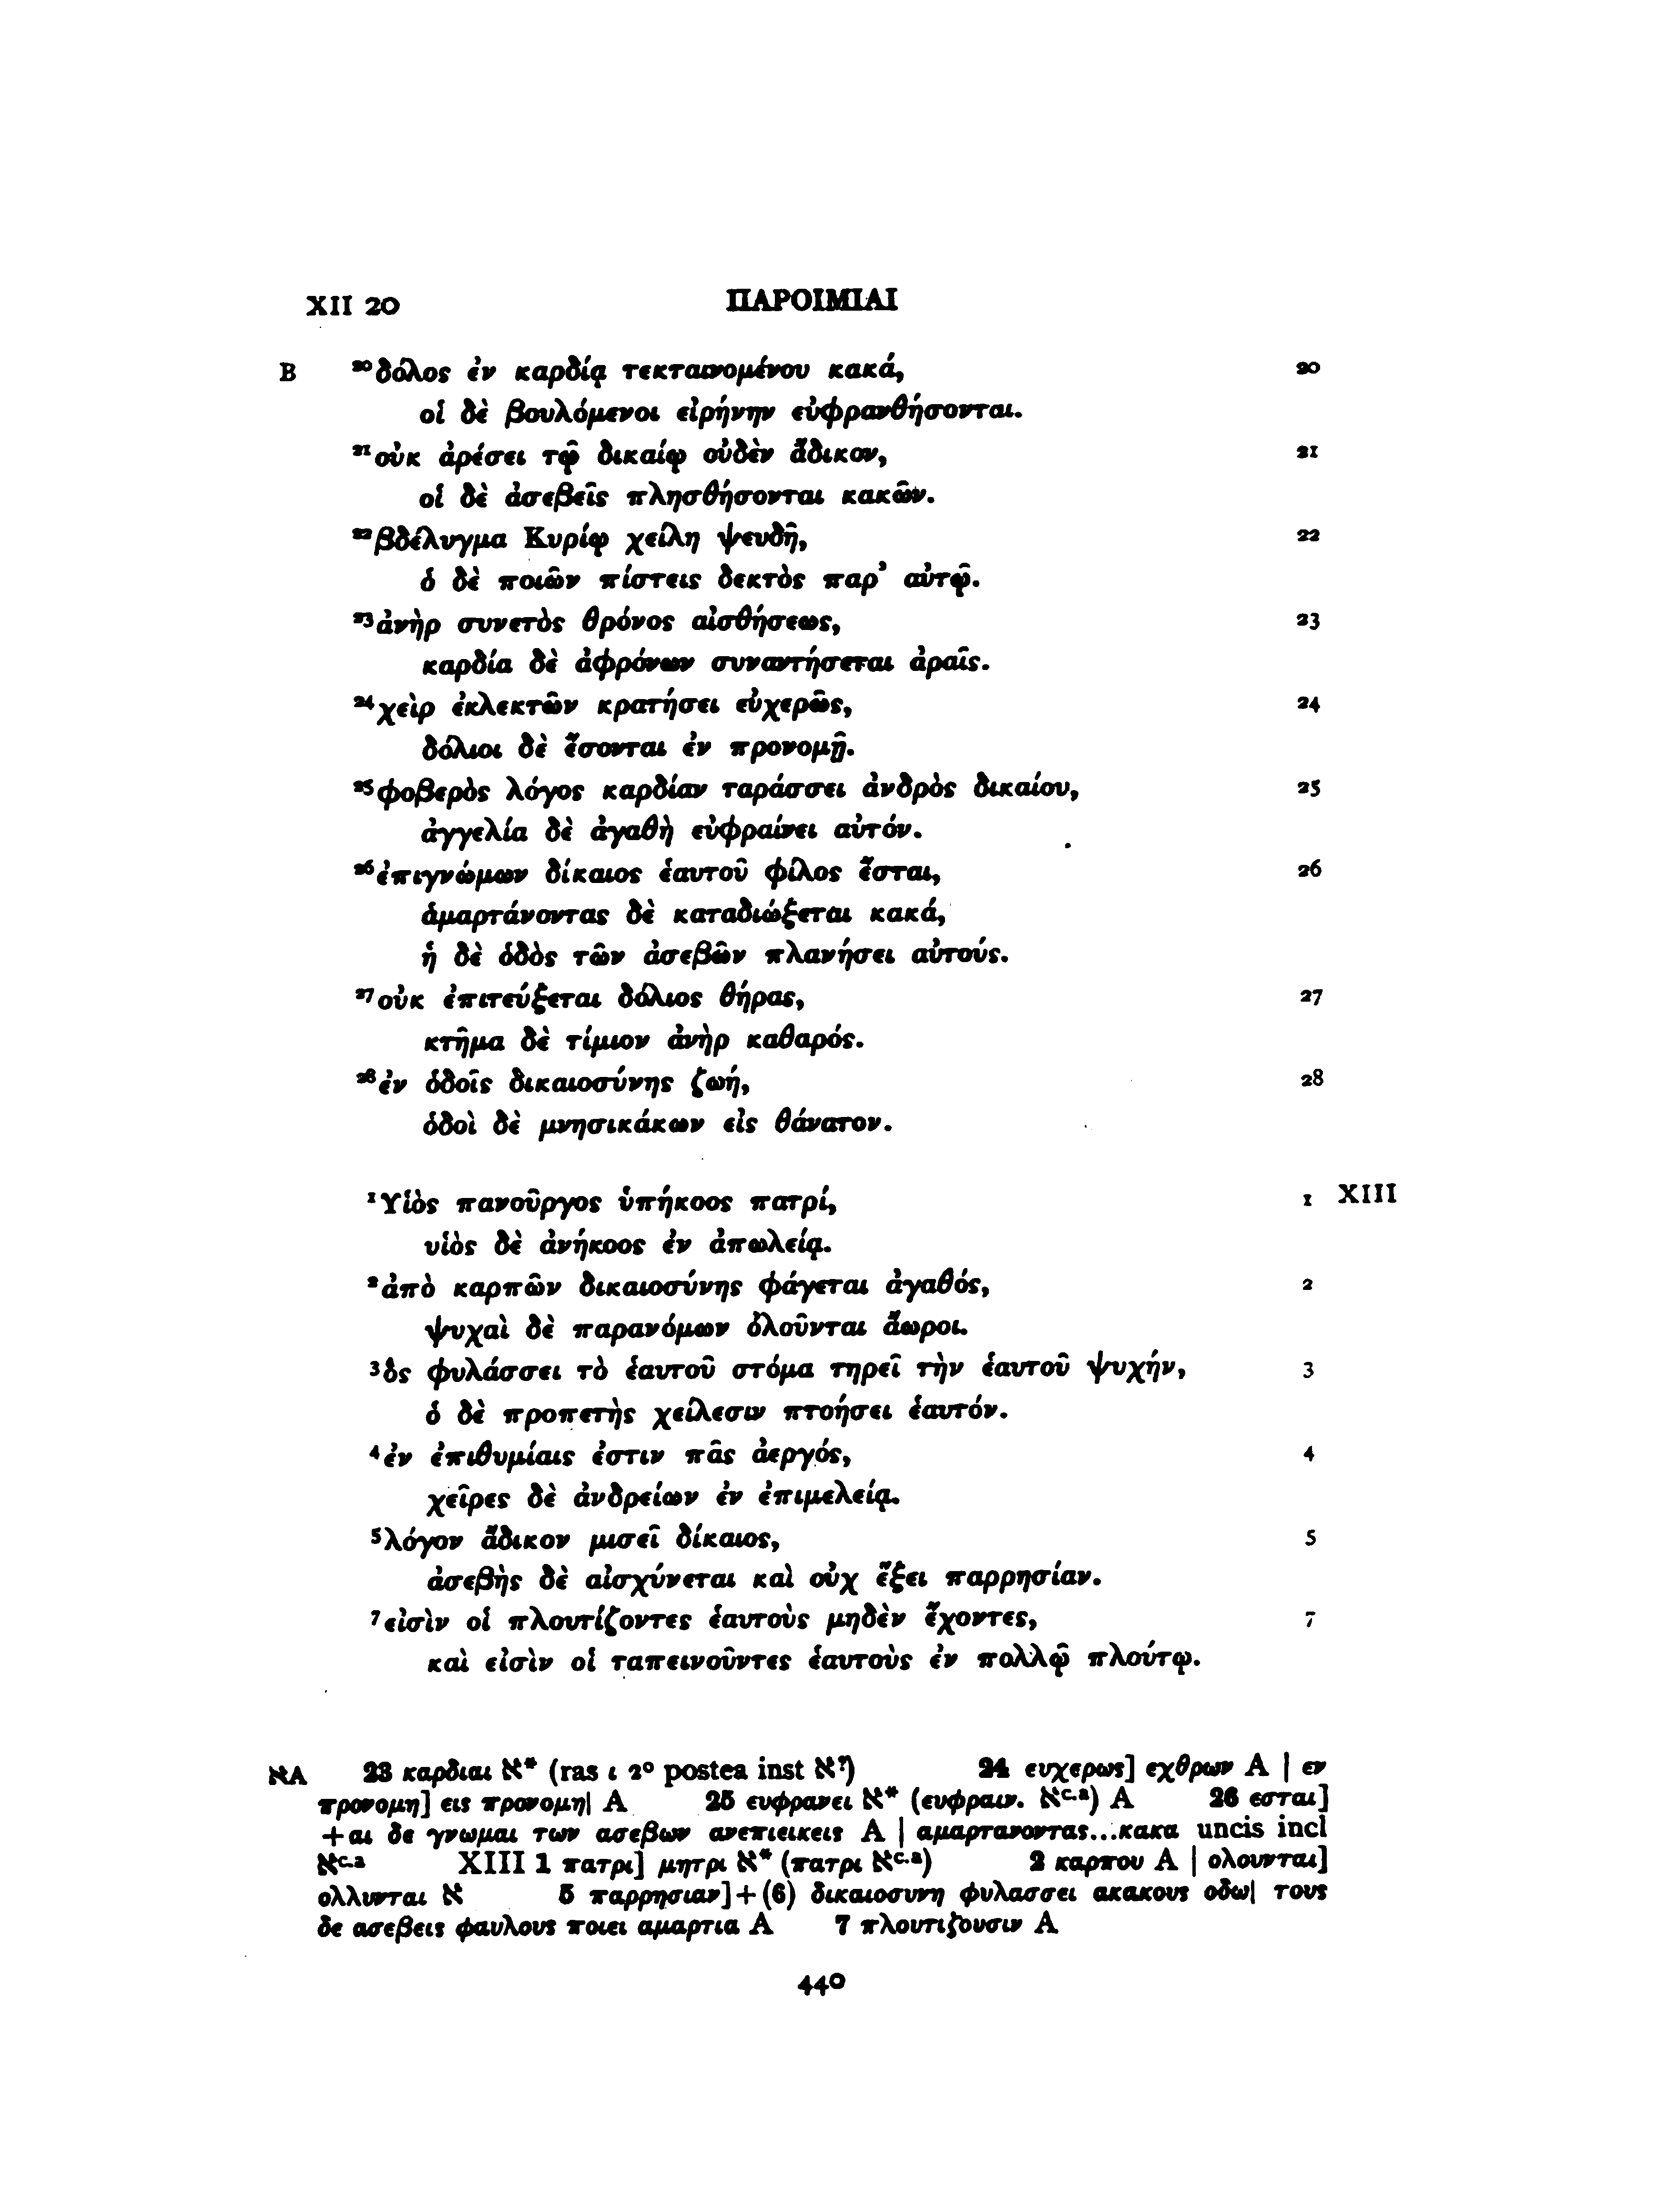 XII 20 ΠΑΡΟΙΜΙΑΙ
B ²⁰δόλος ἐν καρδίᾳ τεκταινομένου κακά, 20
οἱ δὲ βουλόμενοι εἰρήνην εὐφρανθήσονται.
²¹οὐκ ἀρέσει τῷ δικαίῳ οὐδὲν ἄδικον, 21
οἱ δὲ ἀσεβεῖς πλησθήσονται κακῶν.
²²βδέλυγμα Κυρίῳ χείλη ψευδῆ, 22
ὁ δὲ ποιῶν πίστεις δεκτὸς παρ’ αὐτῷ.
²³ἀνὴρ συνετὸς θρόνος αἰσθήσεως, 23
καρδία δὲ ἀφρόνων συναντήσεται ἀραῖς.
²⁴χεὶρ ἐκλεκτῶν κρατήσει εὐχερῶς, 24
δόλιοι δὲ ἔσονται ἐν προνομῇ.
²⁵φοβερὸς λόγος καρδίαν ταράσσει ἀνδρὸς δικαίου, 25
ἀγγελία δὲ ἀγαθὴ εὐφραίνει αὐτόν.
²⁶ἐπιγνώμων δίκαιος ἑαυτοῦ φίλος ἔσται, 26
ἁμαρτάνοντας δὲ καταδιώξεται κακά,
ἡ δὲ ὁδὸς τῶν ἀσεβῶν πλανήσει αὐτούς.
²⁷οὐκ ἐπιτεύξεται δόλιος θήρας, 27
κτῆμα δὲ τίμιον ἀνὴρ καθαρός.
²⁸ἐν ὁδοῖς δικαιοσύνης ζωή, 28
ὁδοὶ δὲ μνησικάκων εἰς θάνατον.
¹Υἱὸς πανοῦργος ὑπήκοος πατρί, 1 XIII
υἱὸς δὲ ἀνήκοος ἐν ἀπωλείᾳ.
²ἀπὸ καρπῶν δικαιοσύνης φάγεται ἀγαθός, 2
ψυχαὶ δὲ παρανόμων ὀλοῦνται ἄωροι.
³ὃς φυλάσσει τὸ ἑαυτοῦ στόμα τηρεῖ τὴν ἑαυτοῦ ψυχήν, 3
ὁ δὲ προπετὴς χείλεσιν πτοήσει ἑαυτόν.
⁴ἐν ἐπιθυμίαις ἐστιν πᾶς ἀεργός, 4
χεῖρες δὲ ἀνδρείων ἐν ἐπιμελείᾳ.
⁵λόγον ἄδικον μισεῖ δίκαιος, 5
ἀσεβὴς δὲ αἰσχύνεται καὶ οὐχ ἕξει παρρησίαν.
⁷εἰσὶν οἱ πλουτίζοντες ἑαυτοὺς μηδὲν ἔχοντες, 7
καὶ εἰσὶν οἱ ταπεινοῦντες ἑαυτοὺς ἐν πολλῷ πλούτῳ.
אA 23 καρδιαι א* (ras ι 2° postea inst א?) 24 ευχερως] εχθρων A | εν
προνομη] εις προνομη| A 25 ευφρανει א* (ευφραιν. אc.a) A 26 εσται]
+αι δε γνωμαι των ασεβων ανεπιεικεις A | αμαρτανοντας...κακα uncis incl
אc.a XIII 1 πατρι] μητρι א* (πατρι אc.a) 2 καρπου A | ολουνται]
ολλυνται א 5 παρρησιαν]+(6) δικαιοσυνη φυλασσει ακακους οδω| τους
δε ασεβεις φαυλους ποιει αμαρτια A 7 πλουτιζουσιν A
440